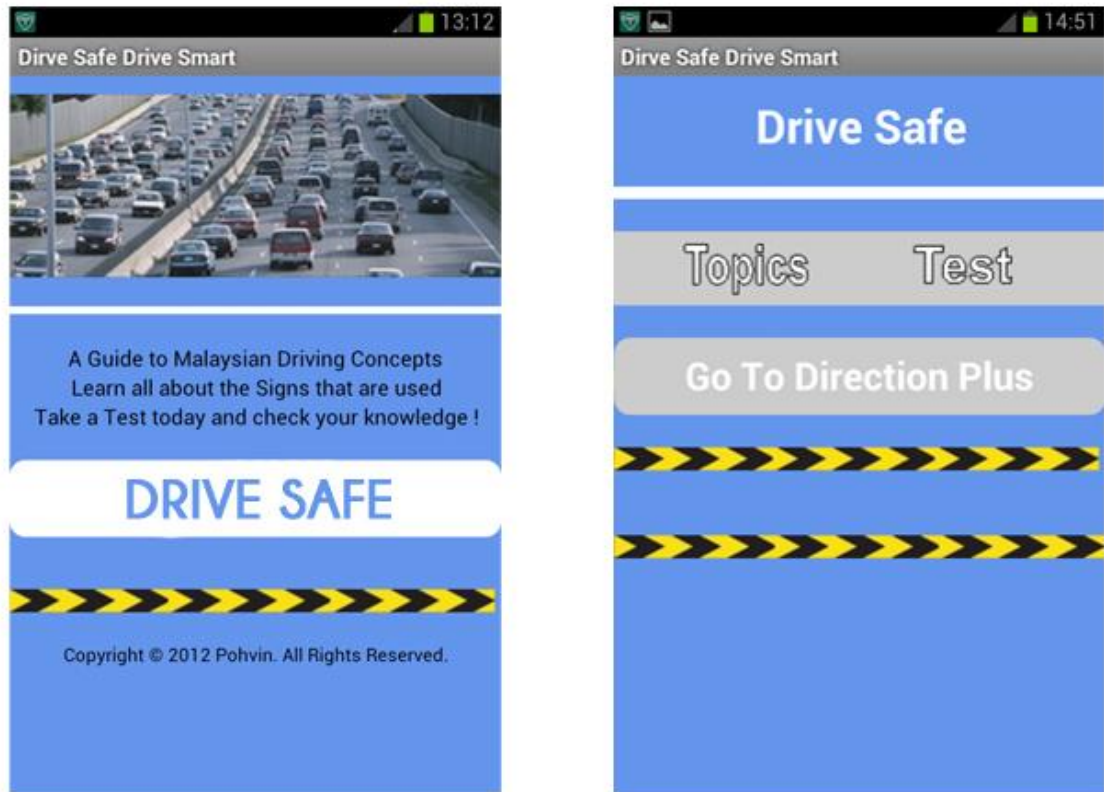 13:12
Dirve Safe Drive Smart
A Guide to Malaysian Driving Concepts
Learn all about the Signs that are used
Take a Test today and check your knowledge !
DRIVE SAFE
Copyright © 2012 Pohvin. All Rights Reserved.
14:51
Dirve Safe Drive Smart
Drive Safe
Topics Test
Go To Direction Plus